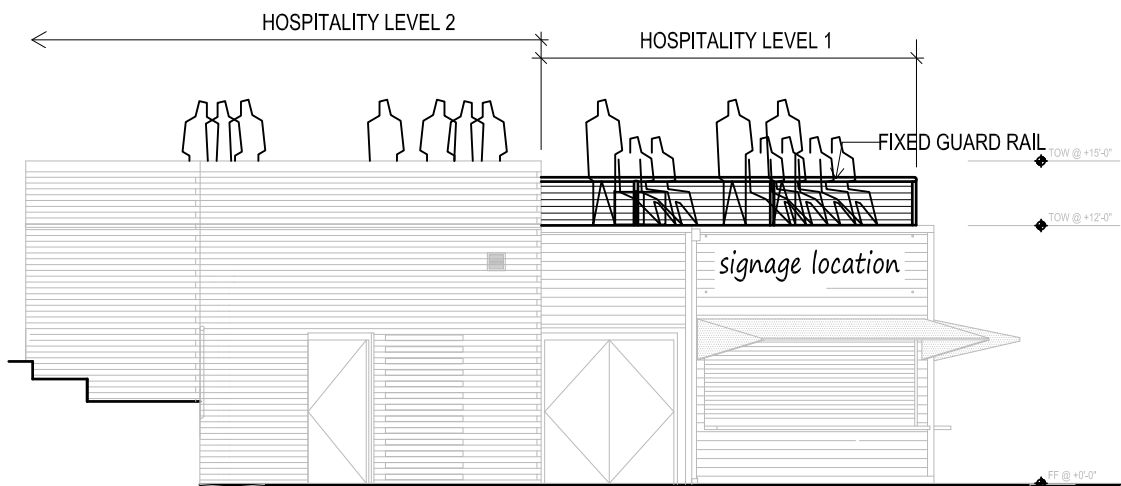 HOSPITALITY LEVEL 2
HOSPITALITY LEVEL 1
FIXED GUARD RAIL
TOW @ +15'-0"
TOW @ +12'-0"
signage location
FF @ +0'-0"